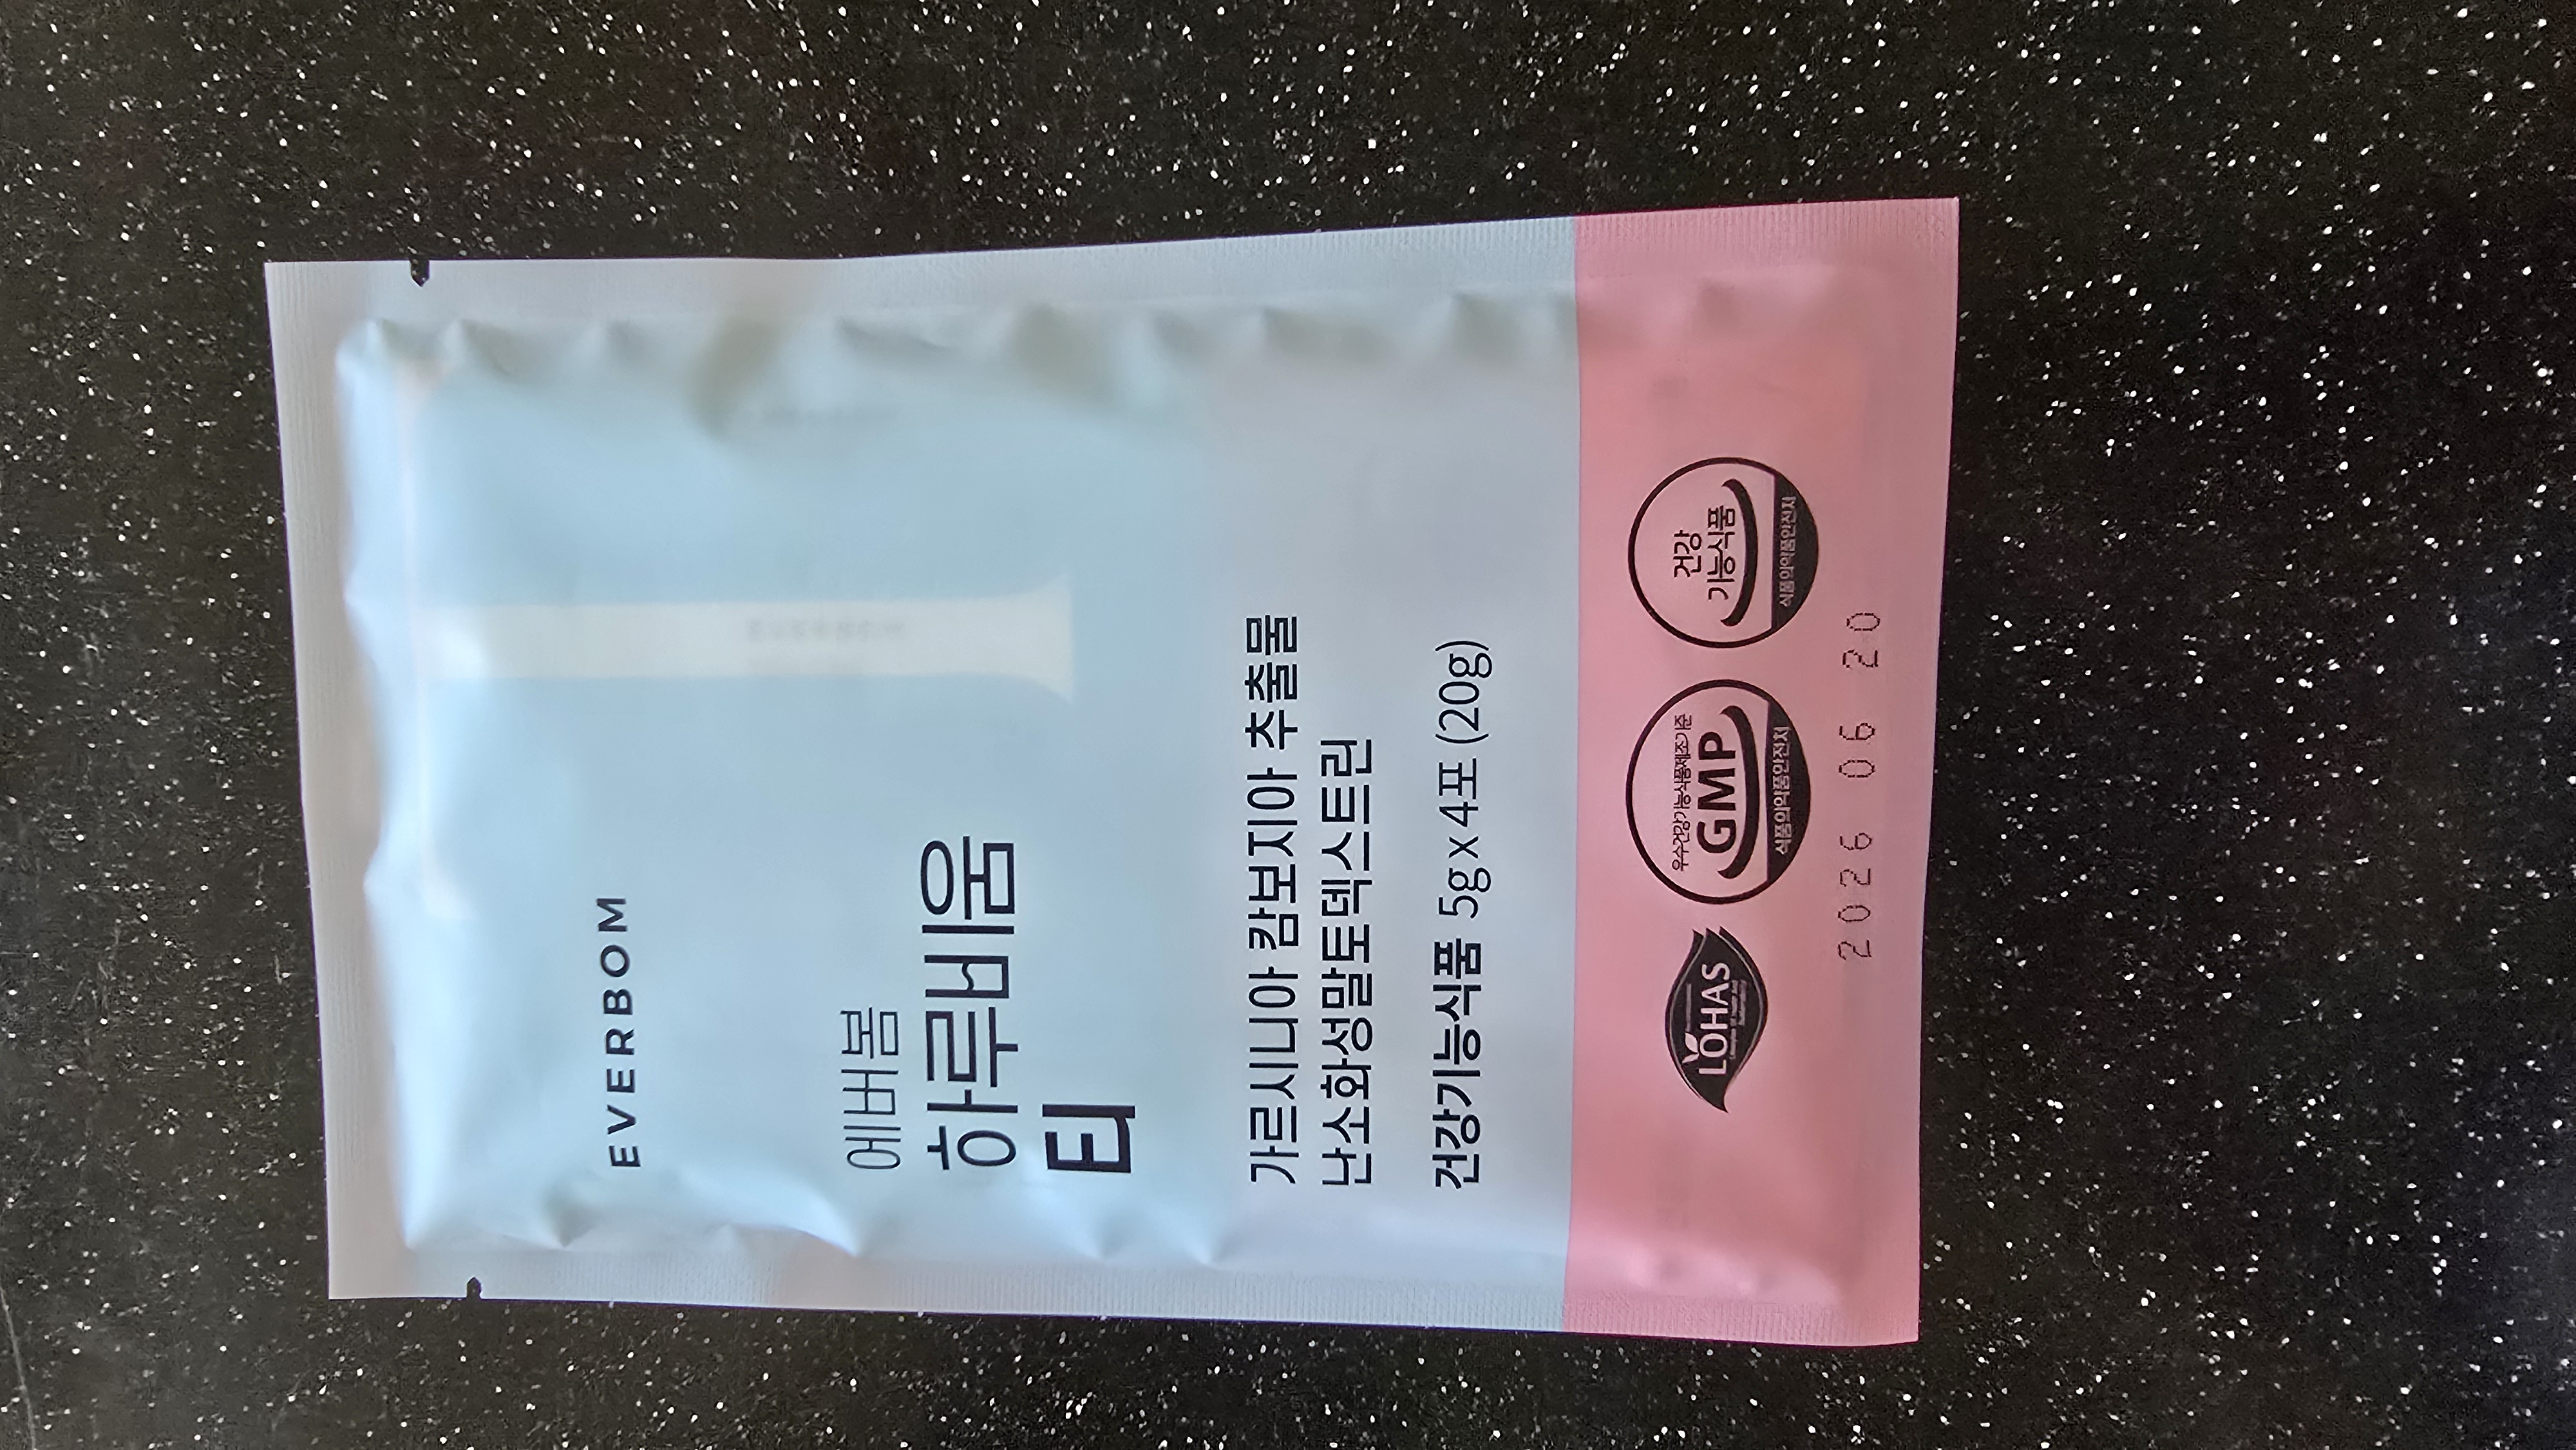 EVERBOM
에버봄
하루비움
티
가르시니아 캄보지아 추출물
난소화성말토덱스트린
건강기능식품 5g x 4포 (20g)
LOHAS
우수건강기능식품제조기준
GMP
식품의약품안전처
건강
기능식품
식품의약품안전처
2026 06 20